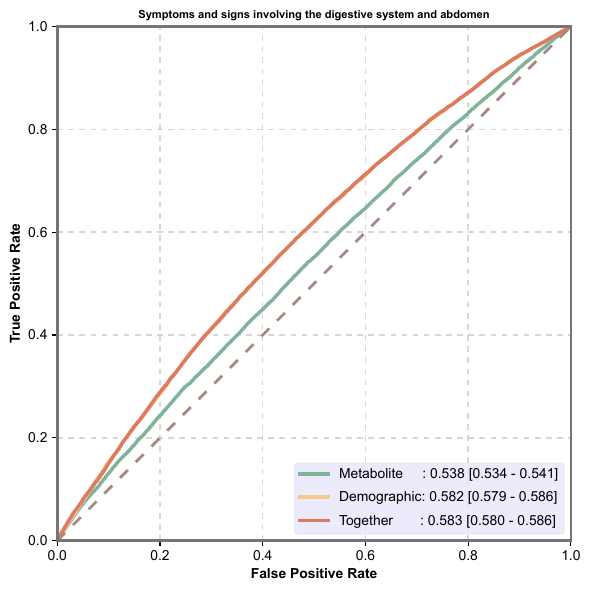 Symptoms and signs involving the digestive system and abdomen
1.0
0.8
0.6
0.4
0.2
0.0
True Positive Rate
Metabolite : 0.538 [0.534 - 0.541]
Demographic: 0.582 [0.579 - 0.586]
Together : 0.583 [0.580 - 0.586]
0.0 0.2 0.4 0.6 0.8 1.0
False Positive Rate